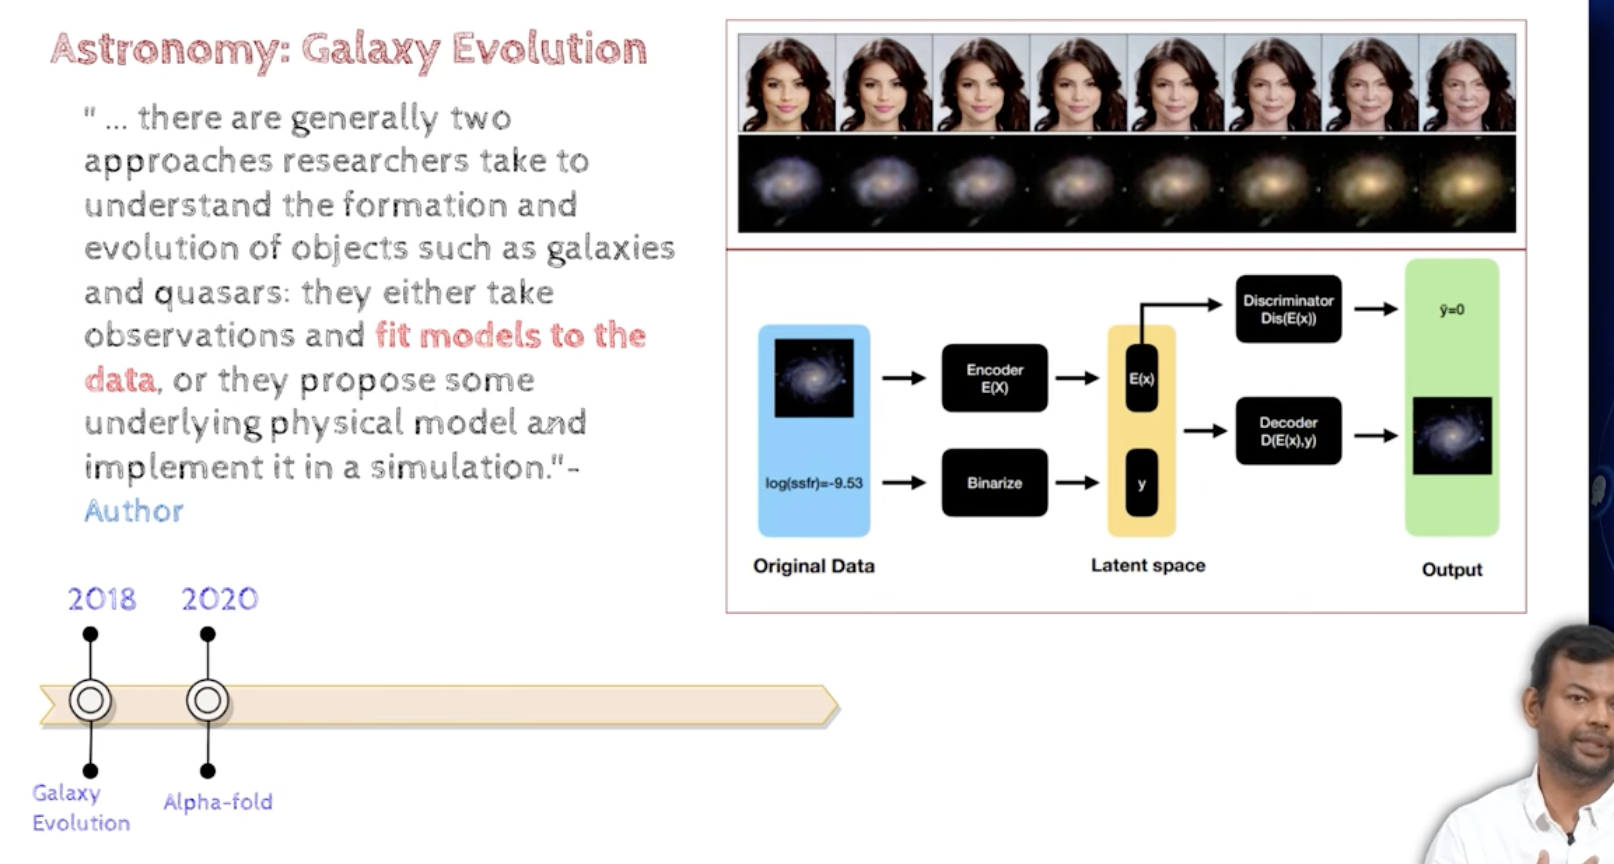 Astronomy: Galaxy Evolution
" ... there are generally two
approaches researchers take to
understand the formation and
evolution of objects such as galaxies
and quasars: they either take
observations and fit models to the
data, or they propose some
underlying physical model and
implement it in a simulation."-
Author
2018
2020
Galaxy
Evolution
Alpha-fold
log(ssfr)=-9.53
Original Data
Encoder
E(X)
Binarize
E(x)
y
Latent space
Discriminator
Dis(E(x))
Decoder
D(E(x),y)
ȳ=0
Output